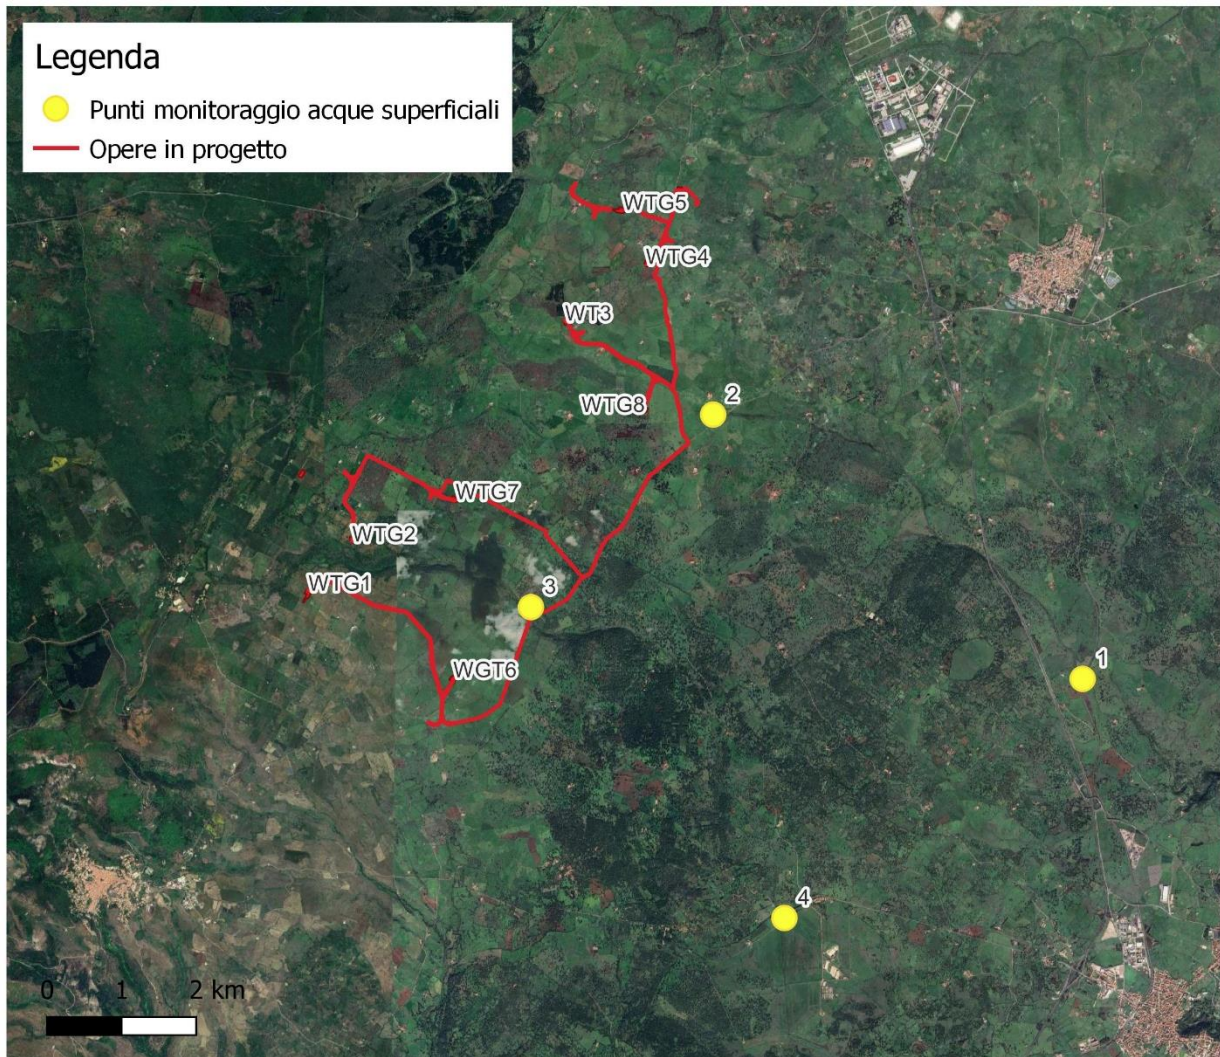 Legenda
Punti monitoraggio acque superficiali
Opere in progetto
WTG5
WTG4
WT3
2
WTG8
WTG7
WTG2
WTG1
3
WGT6
1
4
0 1 2 km